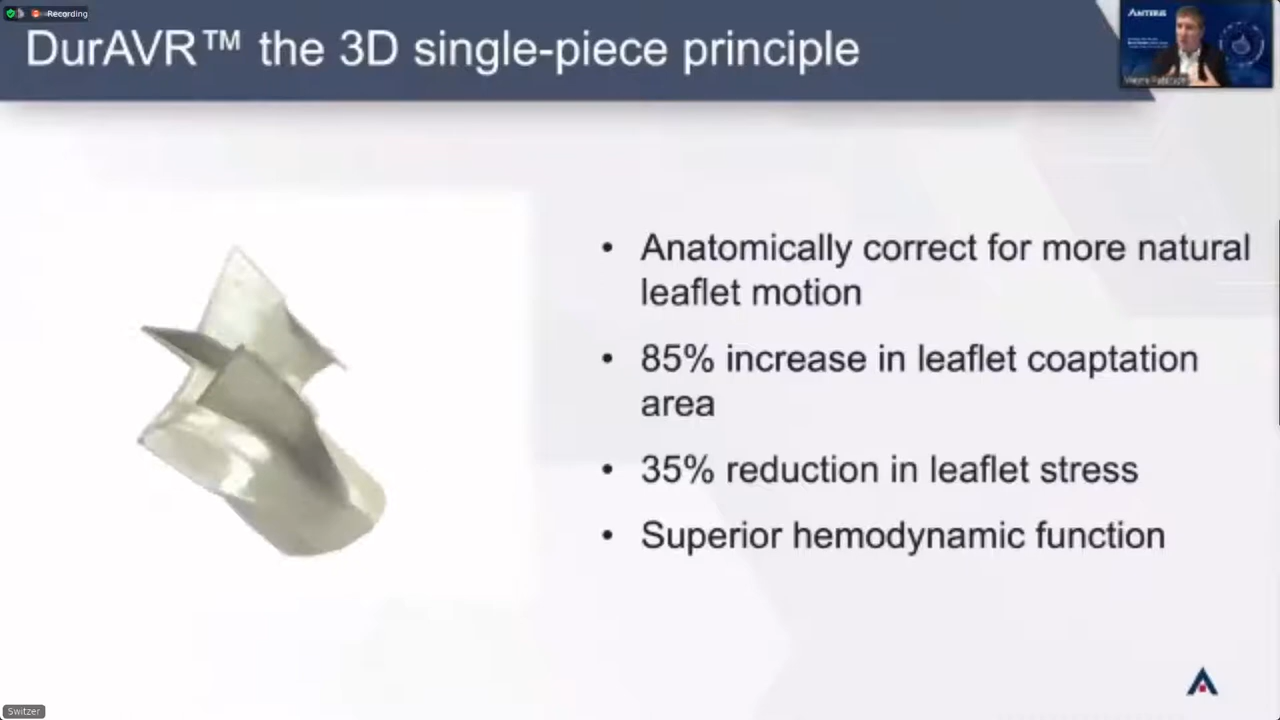 Recording
DurAVR™ the 3D single-piece principle
ANTERIS
• Anatomically correct for more natural
leaflet motion
• 85% increase in leaflet coaptation
area
• 35% reduction in leaflet stress
• Superior hemodynamic function
Switzer